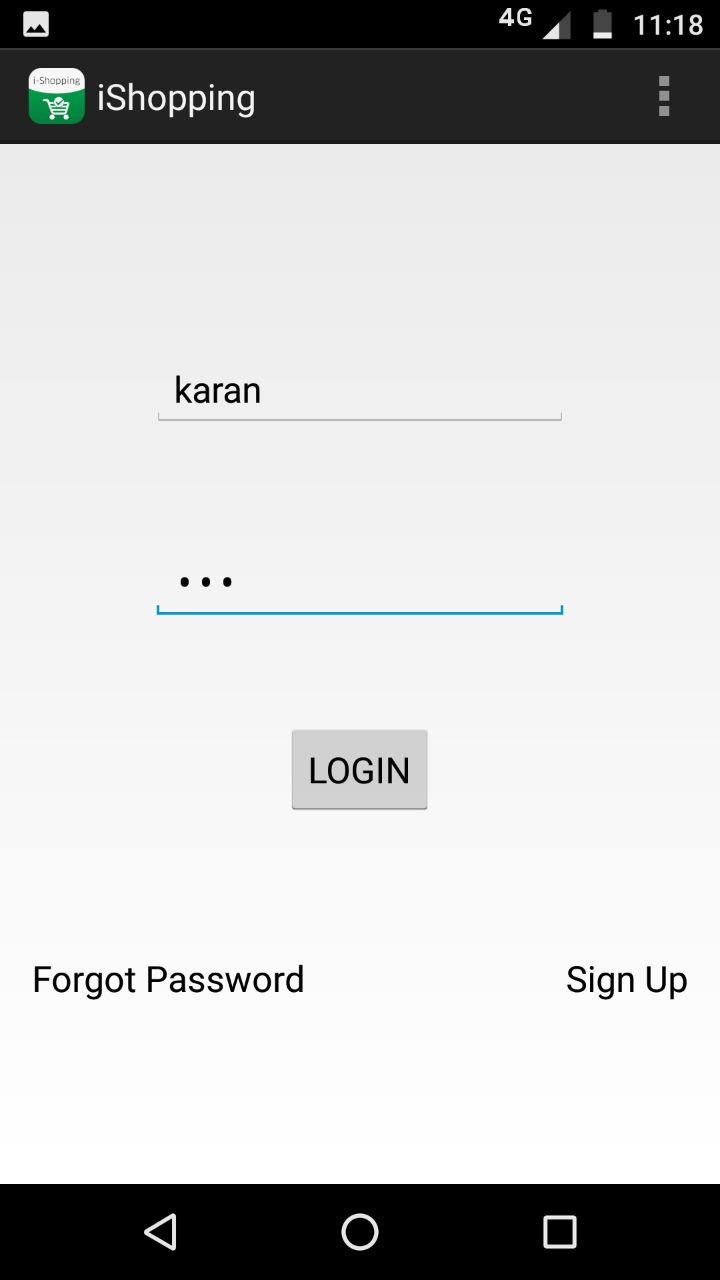 4G 11:18
i-Shopping
iShopping
karan
•••
LOGIN
Forgot Password Sign Up